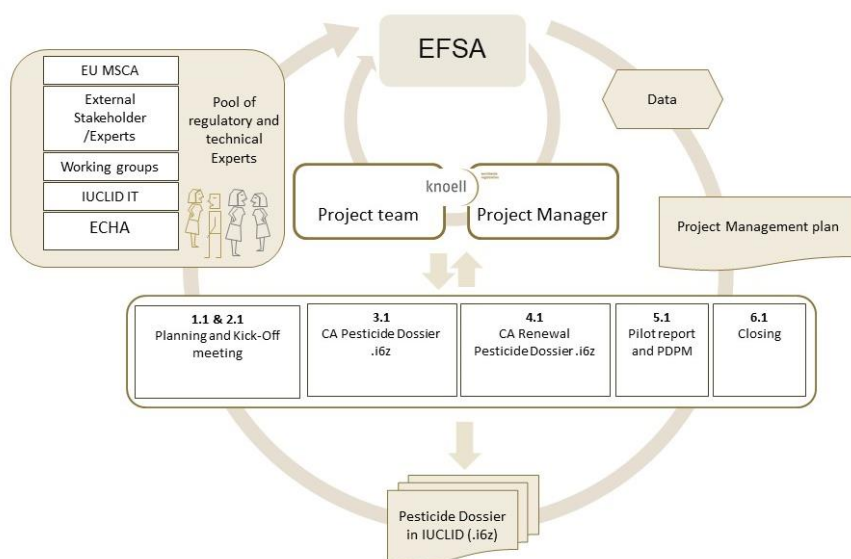 EFSA
EU MSCA
External
Stakeholder
/Experts
Working groups
IUCLID IT
ECHA
Pool of
regulatory and
technical
Experts
Data
knoell
Project team
Project Manager
Project Management plan
1.1 & 2.1
Planning and Kick-Off
meeting
3.1
CA Pesticide Dossier
.i6z
4.1
CA Renewal
Pesticide Dossier .i6z
5.1
Pilot report
and PDPM
6.1
Closing
Pesticide Dossier
in IUCLID (.i6z)